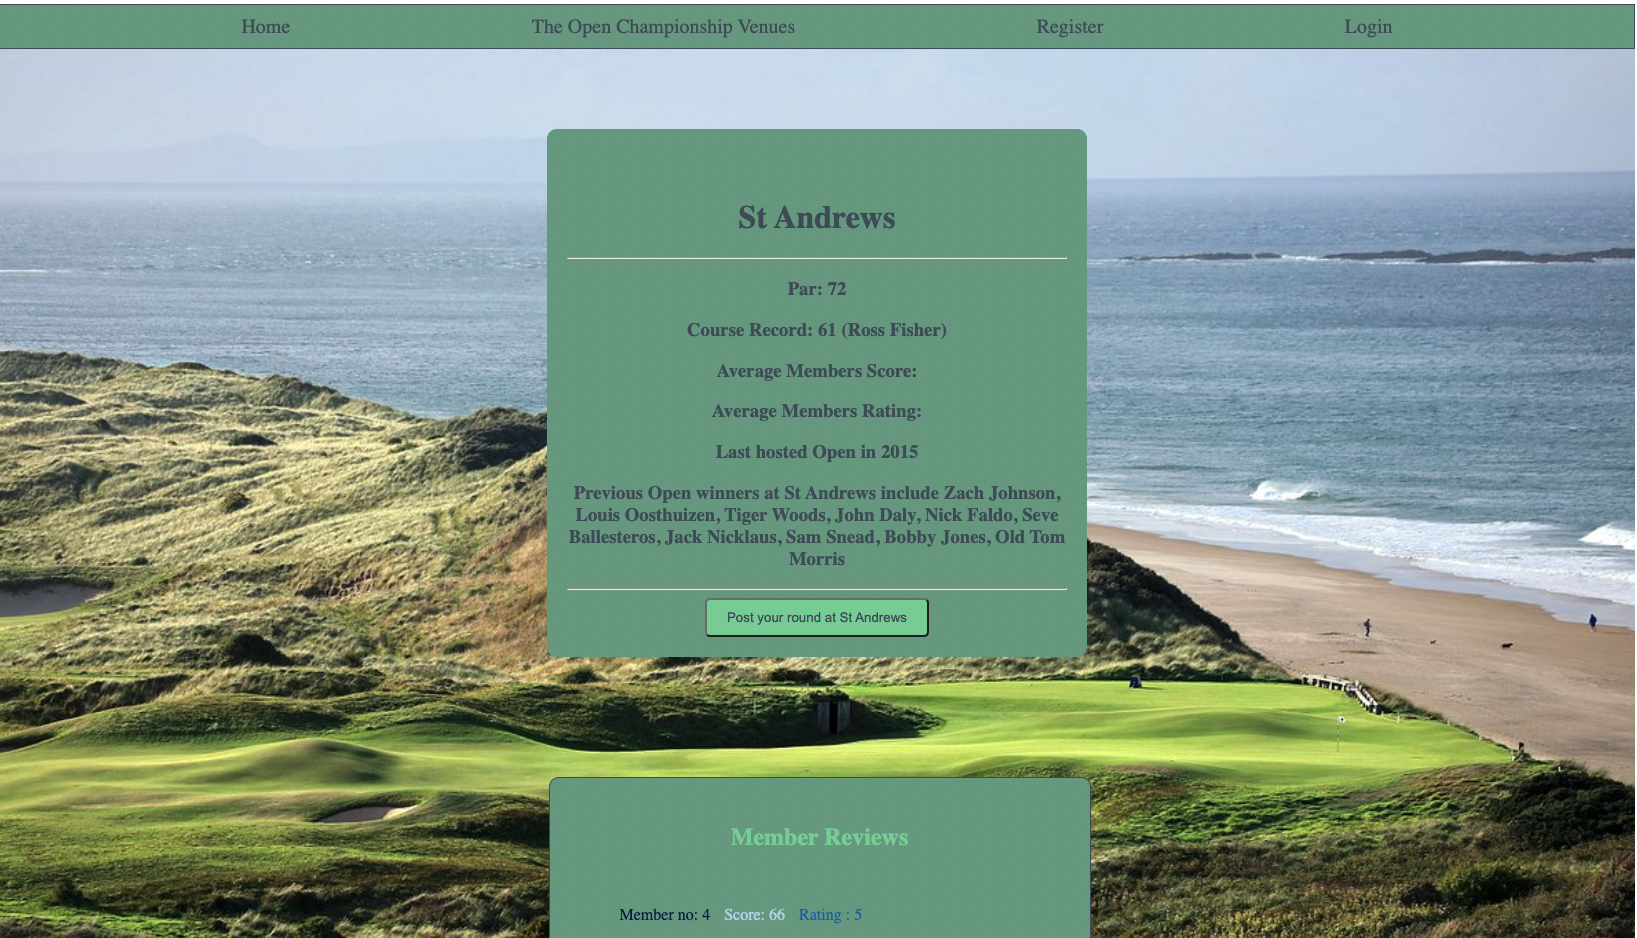 Home The Open Championship Venues Register Login
St Andrews
Par: 72
Course Record: 61 (Ross Fisher)
Average Members Score:
Average Members Rating:
Last hosted Open in 2015
Previous Open winners at St Andrews include Zach Johnson,
Louis Oosthuizen, Tiger Woods, John Daly, Nick Faldo, Seve
Ballesteros, Jack Nicklaus, Sam Snead, Bobby Jones, Old Tom
Morris
Post your round at St Andrews
Member Reviews
Member no: 4 Score: 66 Rating : 5